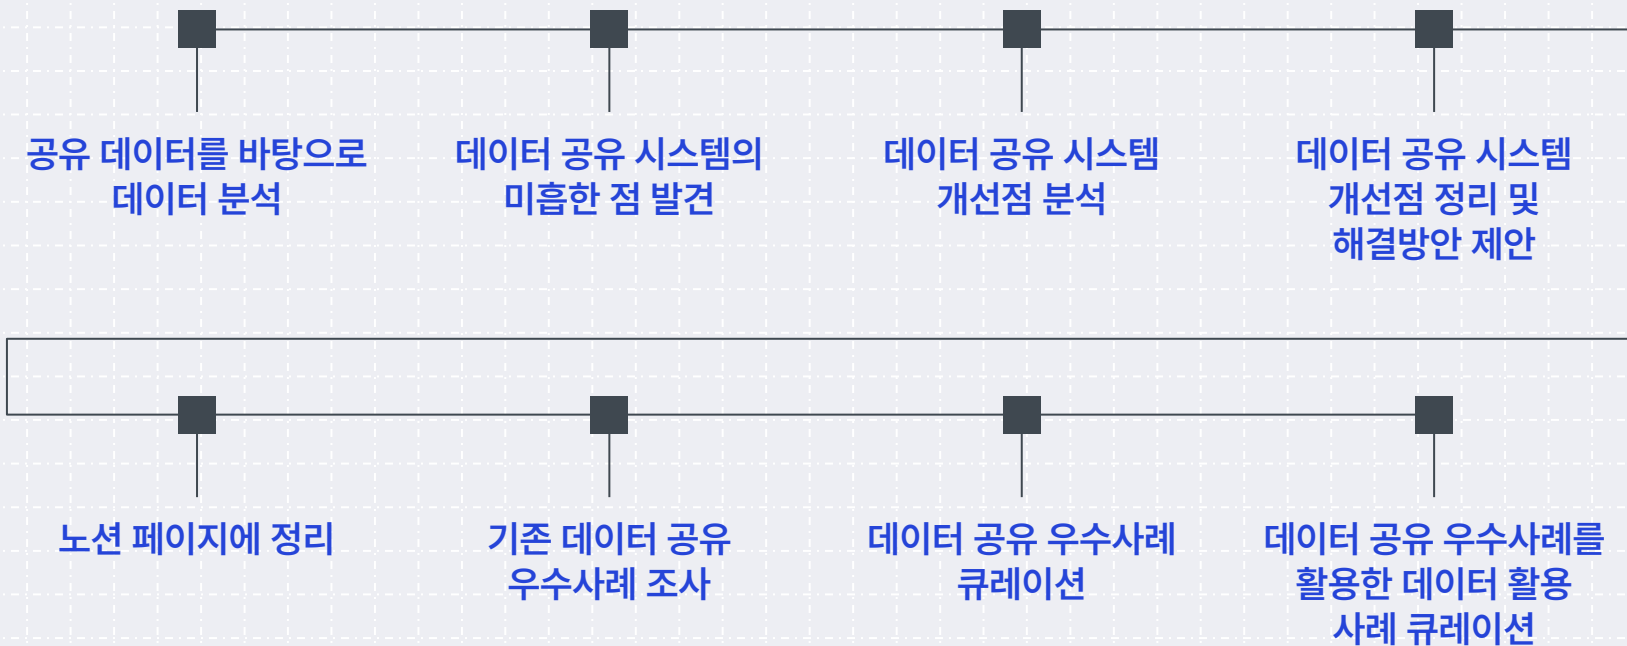 공유 데이터를 바탕으로
데이터 분석
데이터 공유 시스템의
미흡한 점 발견
데이터 공유 시스템
개선점 분석
데이터 공유 시스템
개선점 정리 및
해결방안 제안
노션 페이지에 정리
기존 데이터 공유
우수사례 조사
데이터 공유 우수사례
큐레이션
데이터 공유 우수사례를
활용한 데이터 활용
사례 큐레이션